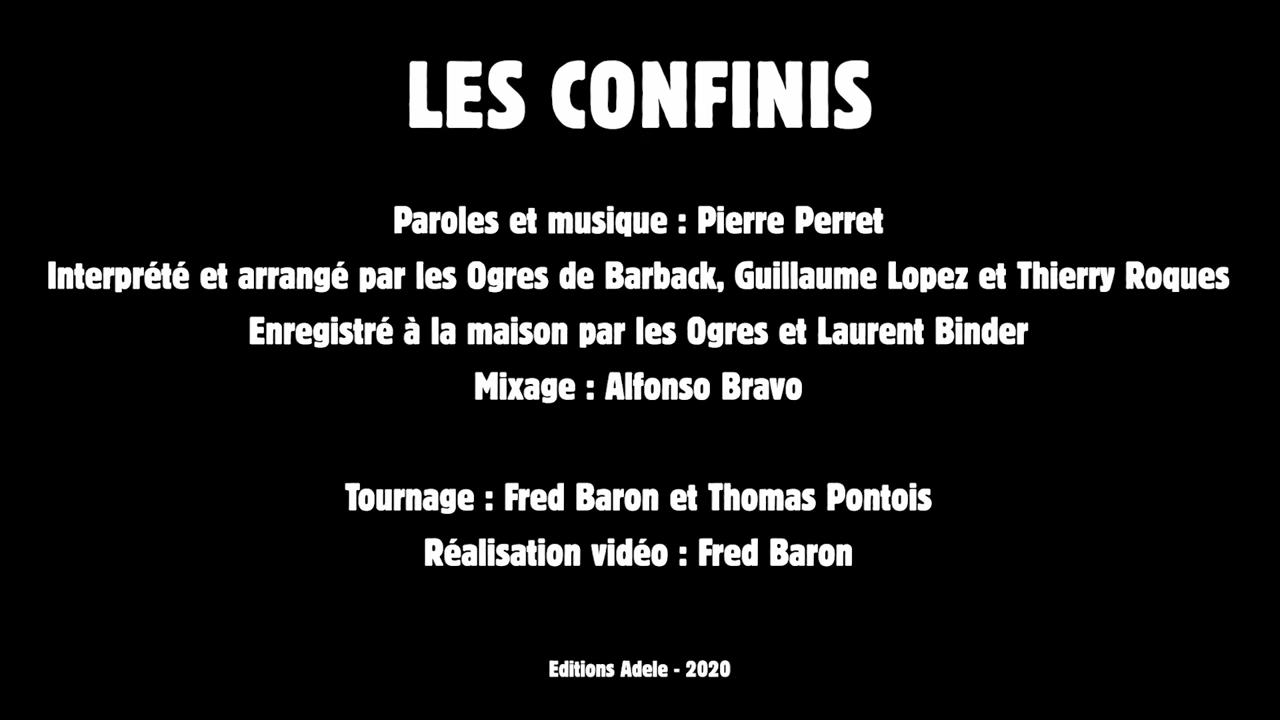 LES CONFINIS
Paroles et musique : Pierre Perret
Interprété et arrangé par les Ogres de Barback, Guillaume Lopez et Thierry Roques
Enregistré à la maison par les Ogres et Laurent Binder
Mixage : Alfonso Bravo
Tournage : Fred Baron et Thomas Pontois
Réalisation vidéo : Fred Baron
Editions Adele - 2020